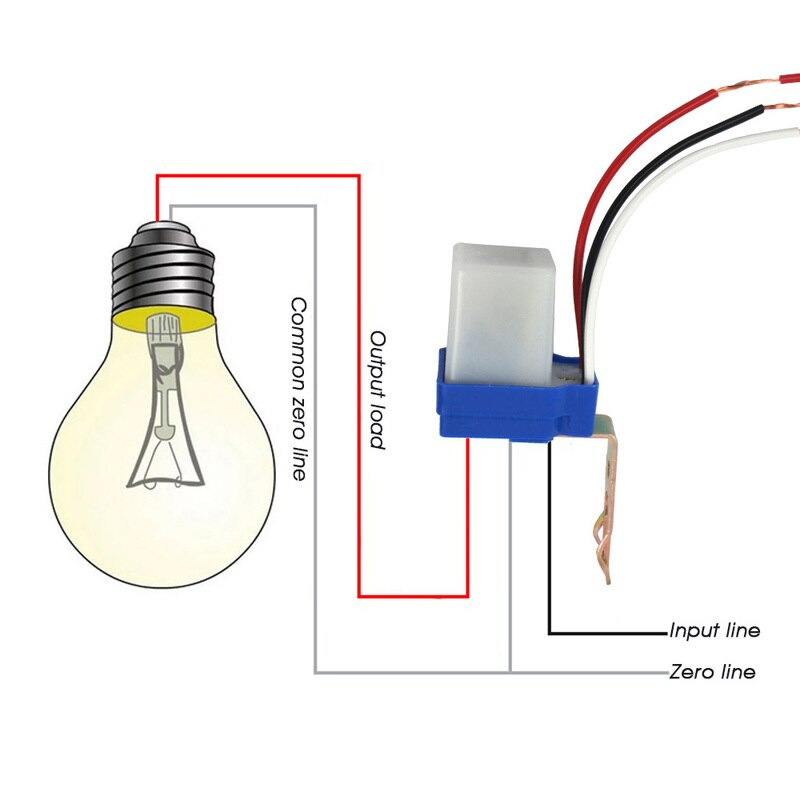 Common zero line
Output load
Input line
Zero line